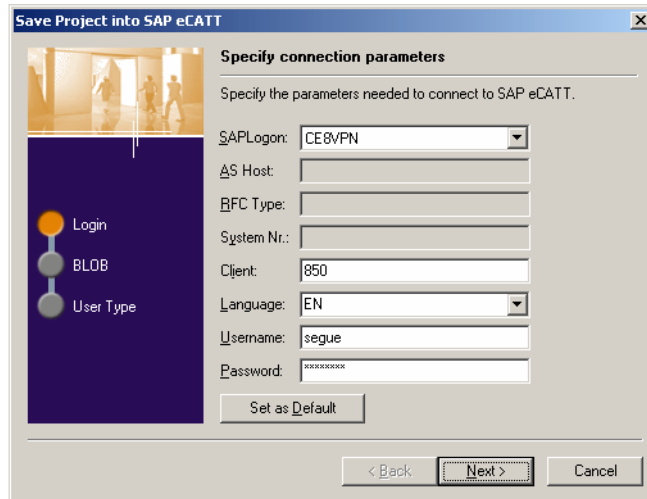 Save Project into SAP eCATT
Specify connection parameters
Specify the parameters needed to connect to SAP eCATT.
SAPLogon: CE8VPN
AS Host:
RFC Type:
System Nr.:
Client: 850
Language: EN
Username: segue
Password: ********
Set as Default
Login
BLOB
User Type
< Back Next > Cancel